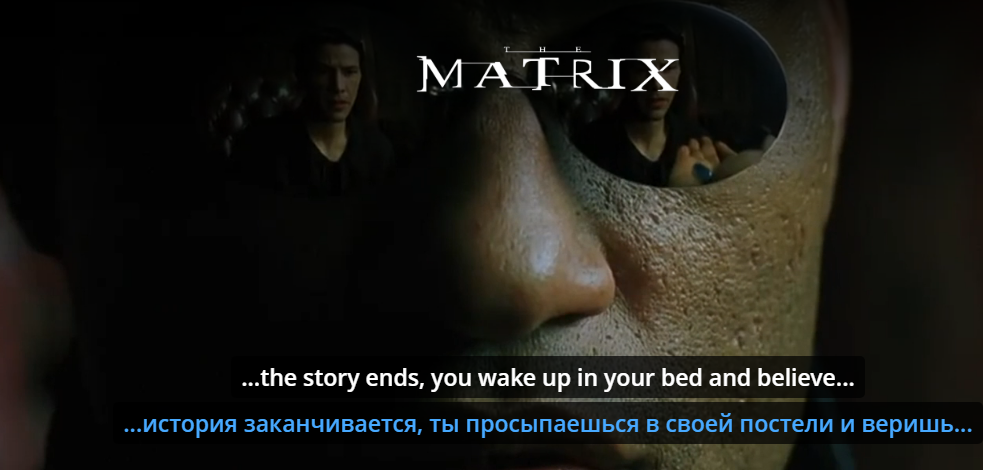 THE
MATRIX
...the story ends, you wake up in your bed and believe...
...история заканчивается, ты просыпаешься в своей постели и веришь...